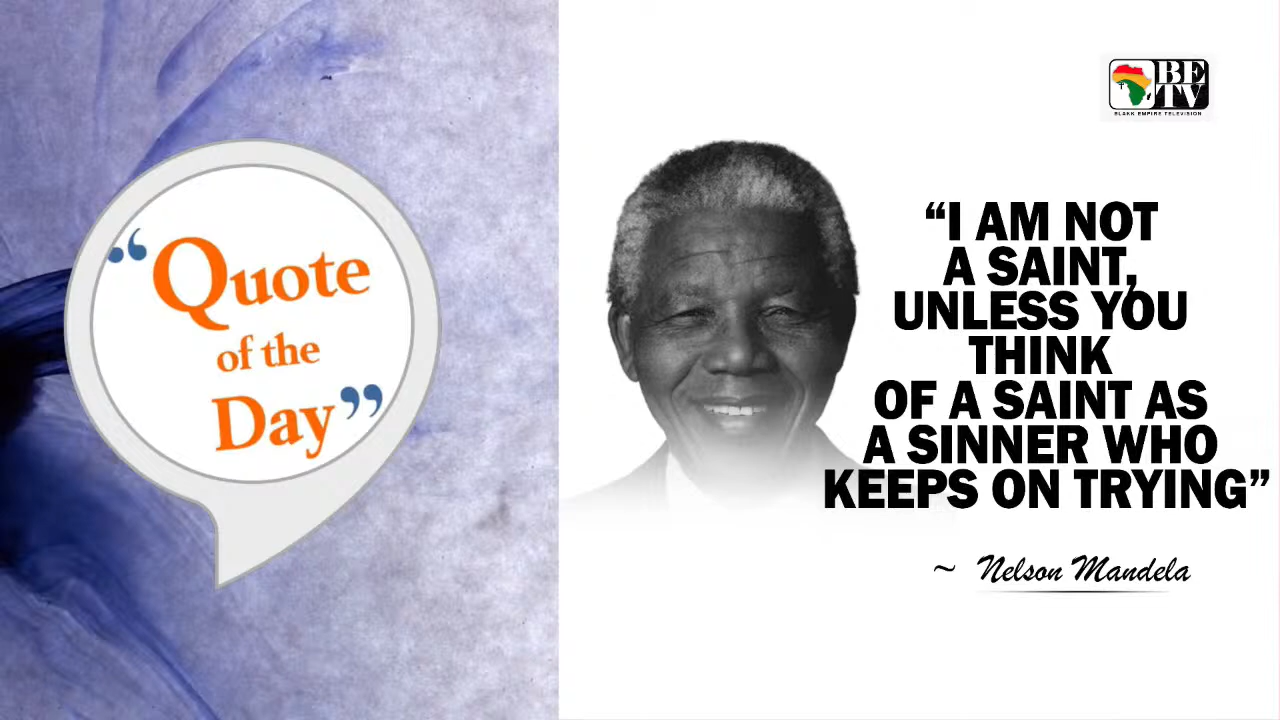 “Quote
of the
Day”
BE
TV
BLAKK EMPIRE TELEVISION
“I AM NOT
A SAINT,
UNLESS YOU
THINK
OF A SAINT AS
A SINNER WHO
KEEPS ON TRYING”
~ Nelson Mandela